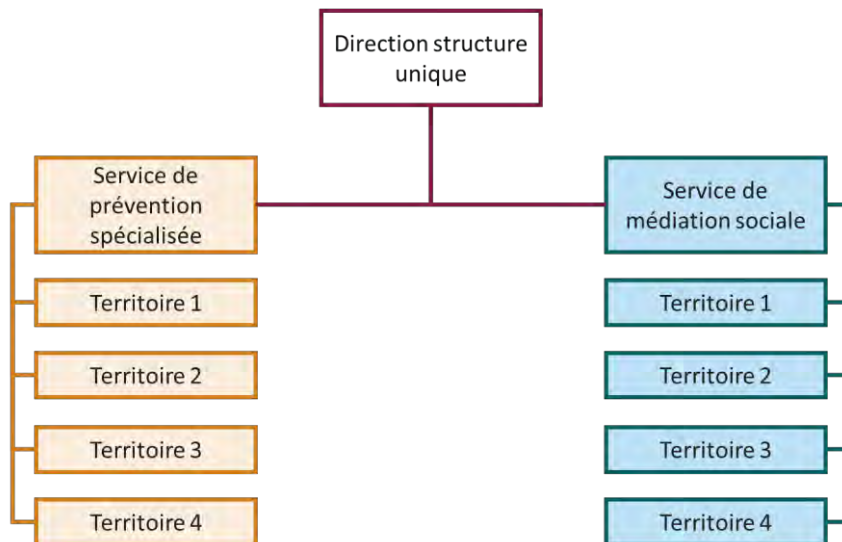 Direction structure
unique
Service de
prévention
spécialisée
Service de
médiation sociale
Territoire 1
Territoire 1
Territoire 2
Territoire 2
Territoire 3
Territoire 3
Territoire 4
Territoire 4